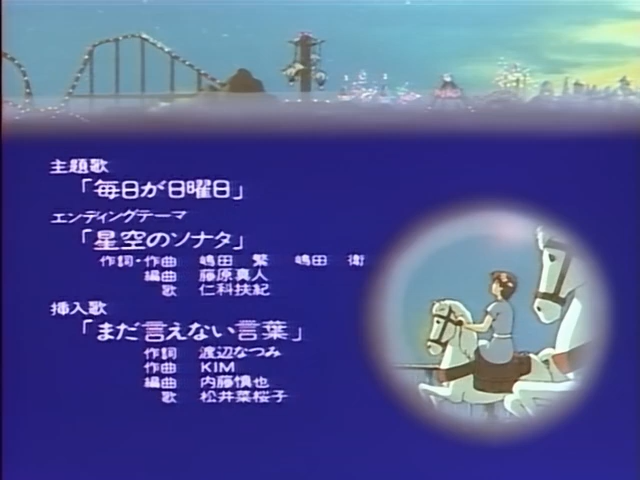 主題歌
「毎日が日曜日」
エンディングテーマ
「星空のソナタ」
作詞・作曲 嶋田 繁 嶋田 衛
編曲 藤原真人
歌 仁科扶紀
挿入歌
「まだ言えない言葉」
作詞 渡辺なつみ
作曲 KIM
編曲 内藤慎也
歌 松井菜桜子